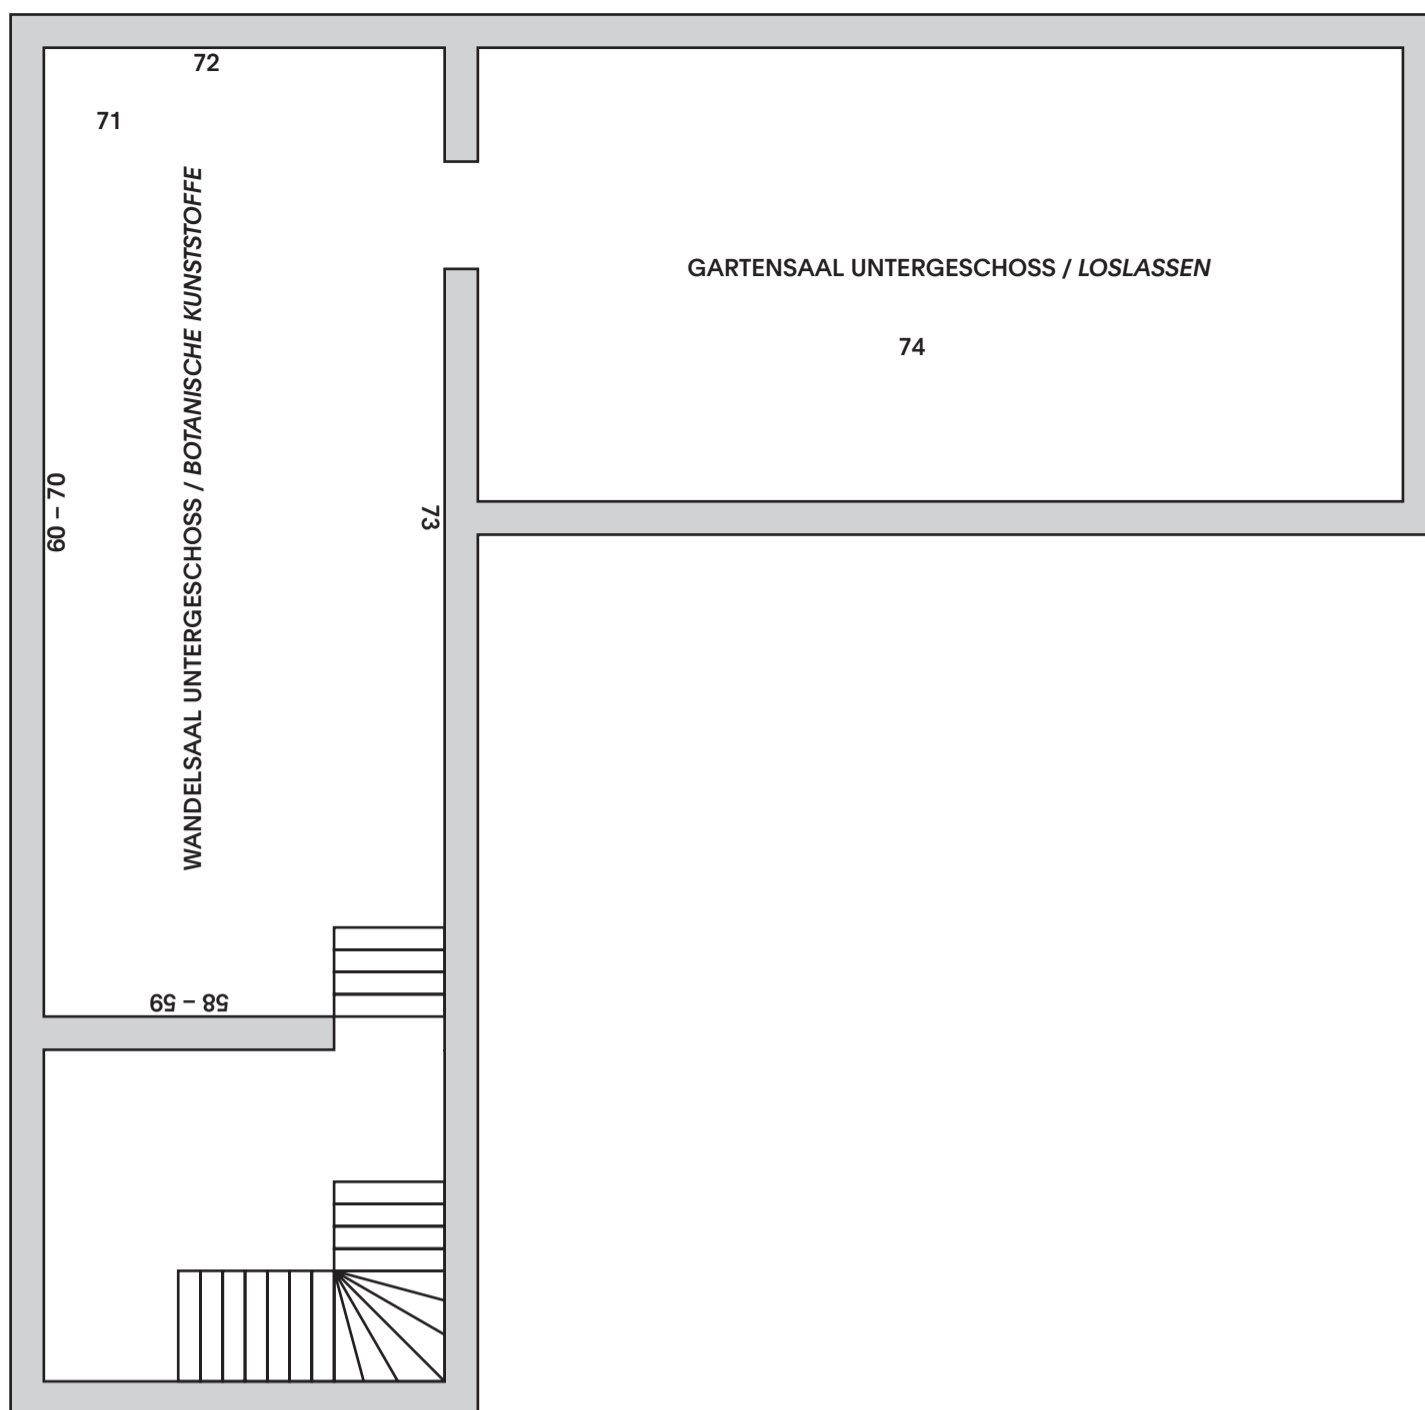 72
71
WANDELSAAL UNTERGESCHOSS / BOTANISCHE KUNSTSTOFFE
GARTENSAAL UNTERGESCHOSS / LOSLASSEN
74
60 – 70
73
58 – 59